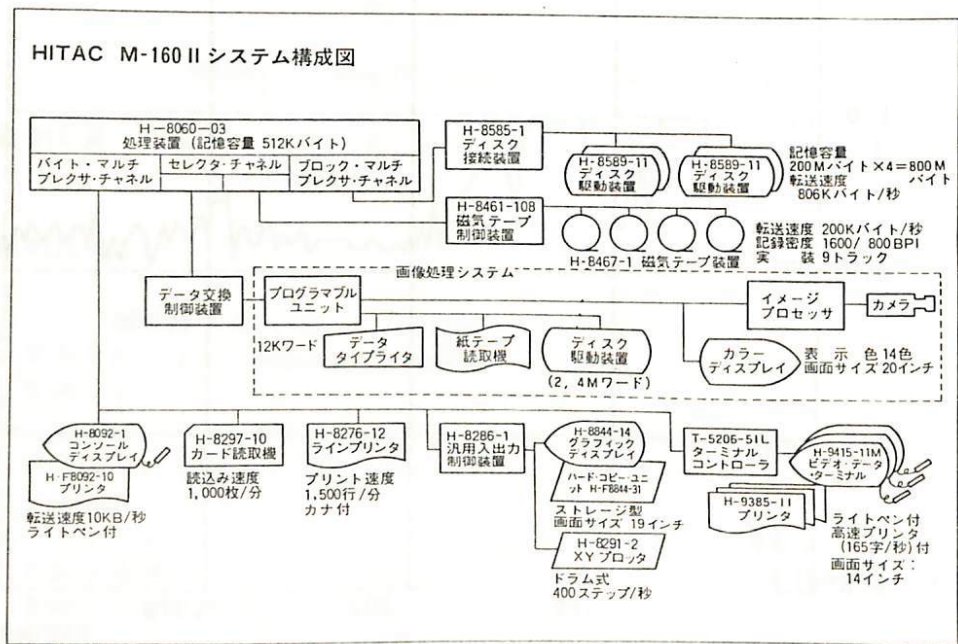 HITAC M-160 II システム構成図
H-8060-03
処理装置 (記憶容量 512Kバイト)
バイト・マルチ
プレクサ・チャネル
セレクタ・チャネル
ブロック・マルチ
プレクサ・チャネル
H-8585-1
ディスク
接続装置
H-8589-11
ディスク
駆動装置
H-8589-11
ディスク
駆動装置
記憶容量
200Mバイト×4=800M
バイト
転送速度
806Kバイト/秒
H-8461-108
磁気テープ
制御装置
H-8467-1 磁気テープ装置
転送速度 200Kバイト/秒
記録密度 1600/ 800BPI
実 装 9トラック
画像処理システム
データ交換
制御装置
プログラマブル
ユニット
12Kワード
データ
タイプライタ
紙テープ
読取機
ディスク
駆動装置
(2, 4Mワード)
イメージ
プロセッサ
カメラ
カラー
ディスプレイ
表 示 色 14色
画面サイズ 20インチ
H-8092-1
コンソール
ディスプレイ
H-F8092-10
プリンタ
転送速度10KB/秒
ライトペン付
H-8297-10
カード読取機
読込み速度
1,000枚/分
H-8276-12
ラインプリンタ
プリント速度
1,500行/分
カナ付
H-8286-1
汎用入出力
制御装置
H-8844-14
グラフィック
ディスプレイ
ハード・コピー・ユニ
ット H-F8844-31
ストレージ型
画面サイズ 19インチ
H-8291-2
XYプロッタ
ドラム式
400ステップ/秒
T-5206-51L
ターミナル
コントローラ
H-9415-11M
ビデオ・データ
・ターミナル
H-9385-11
プリンタ
ライトペン付
高速プリンタ
(165字/秒)付
画面サイズ:
14インチ